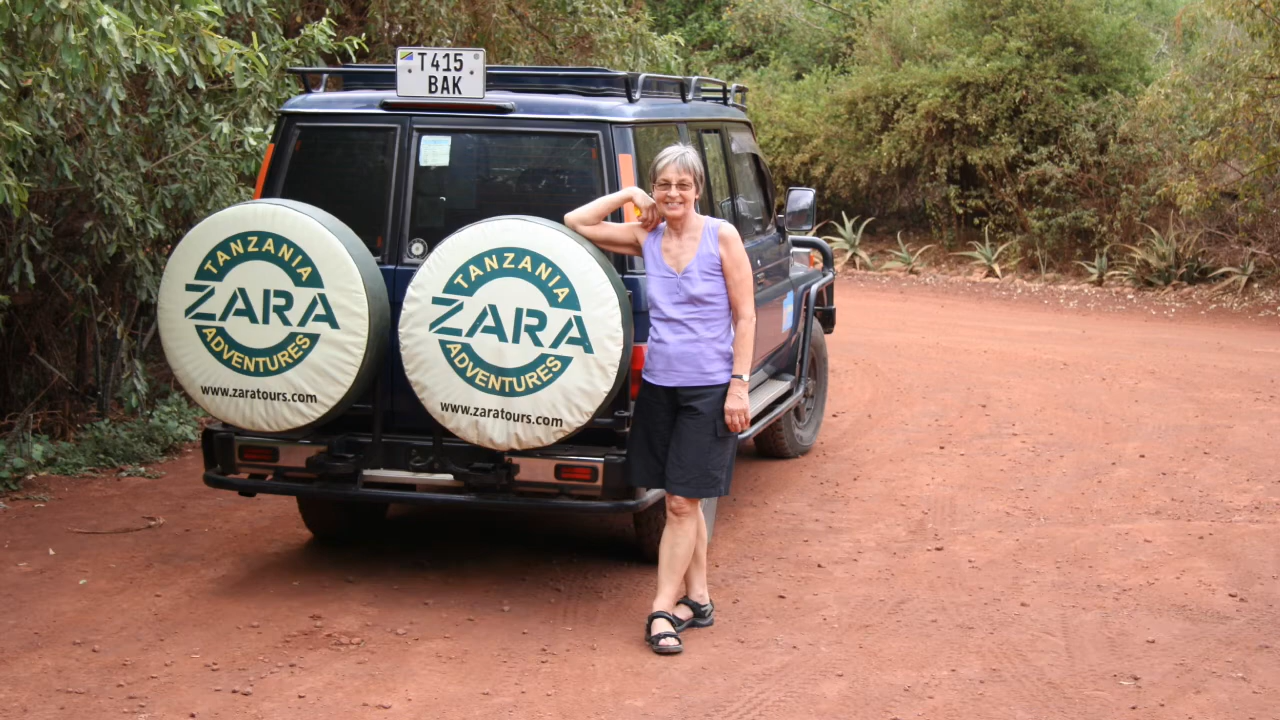 T415
BAK
TANZANIA
ZARA
ADVENTURES
www.zaratours.com
TANZANIA
ZARA
ADVENTURES
www.zaratours.com